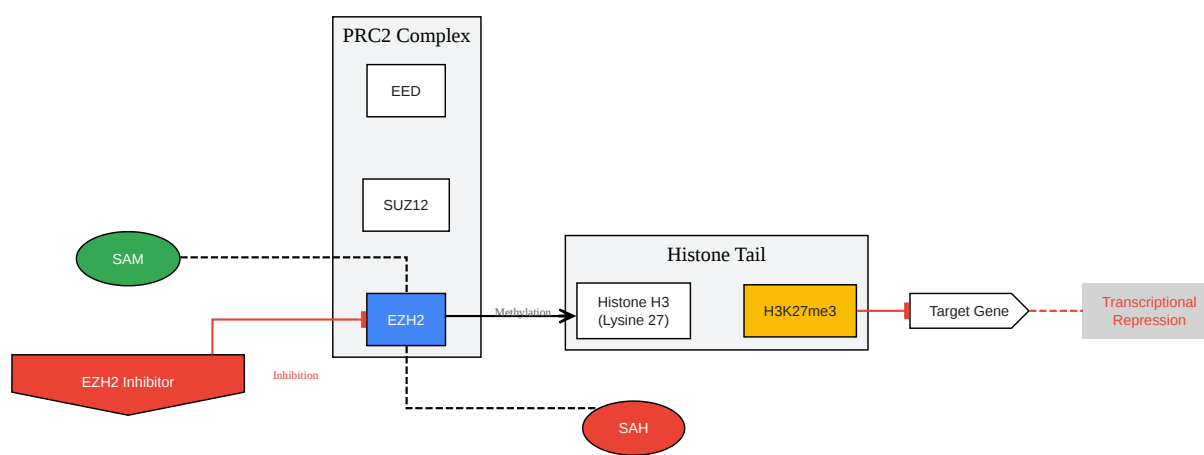 PRC2 Complex
EED
SUZ12
SAM
Histone Tail
EZH2
Methylation
Histone H3
(Lysine 27)
H3K27me3
Target Gene
Transcriptional
Repression
EZH2 Inhibitor
Inhibition
SAH